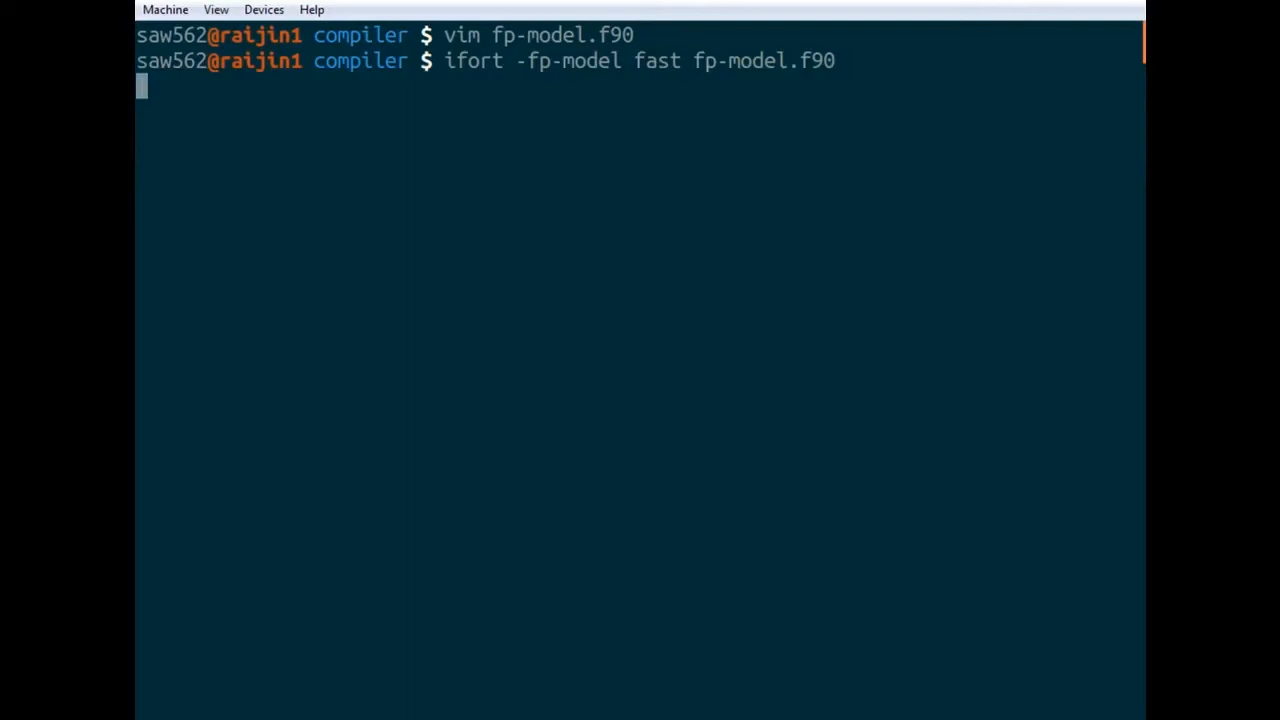 Machine View Devices Help
saw562@raijin1 compiler $ vim fp-model.f90
saw562@raijin1 compiler $ ifort -fp-model fast fp-model.f90